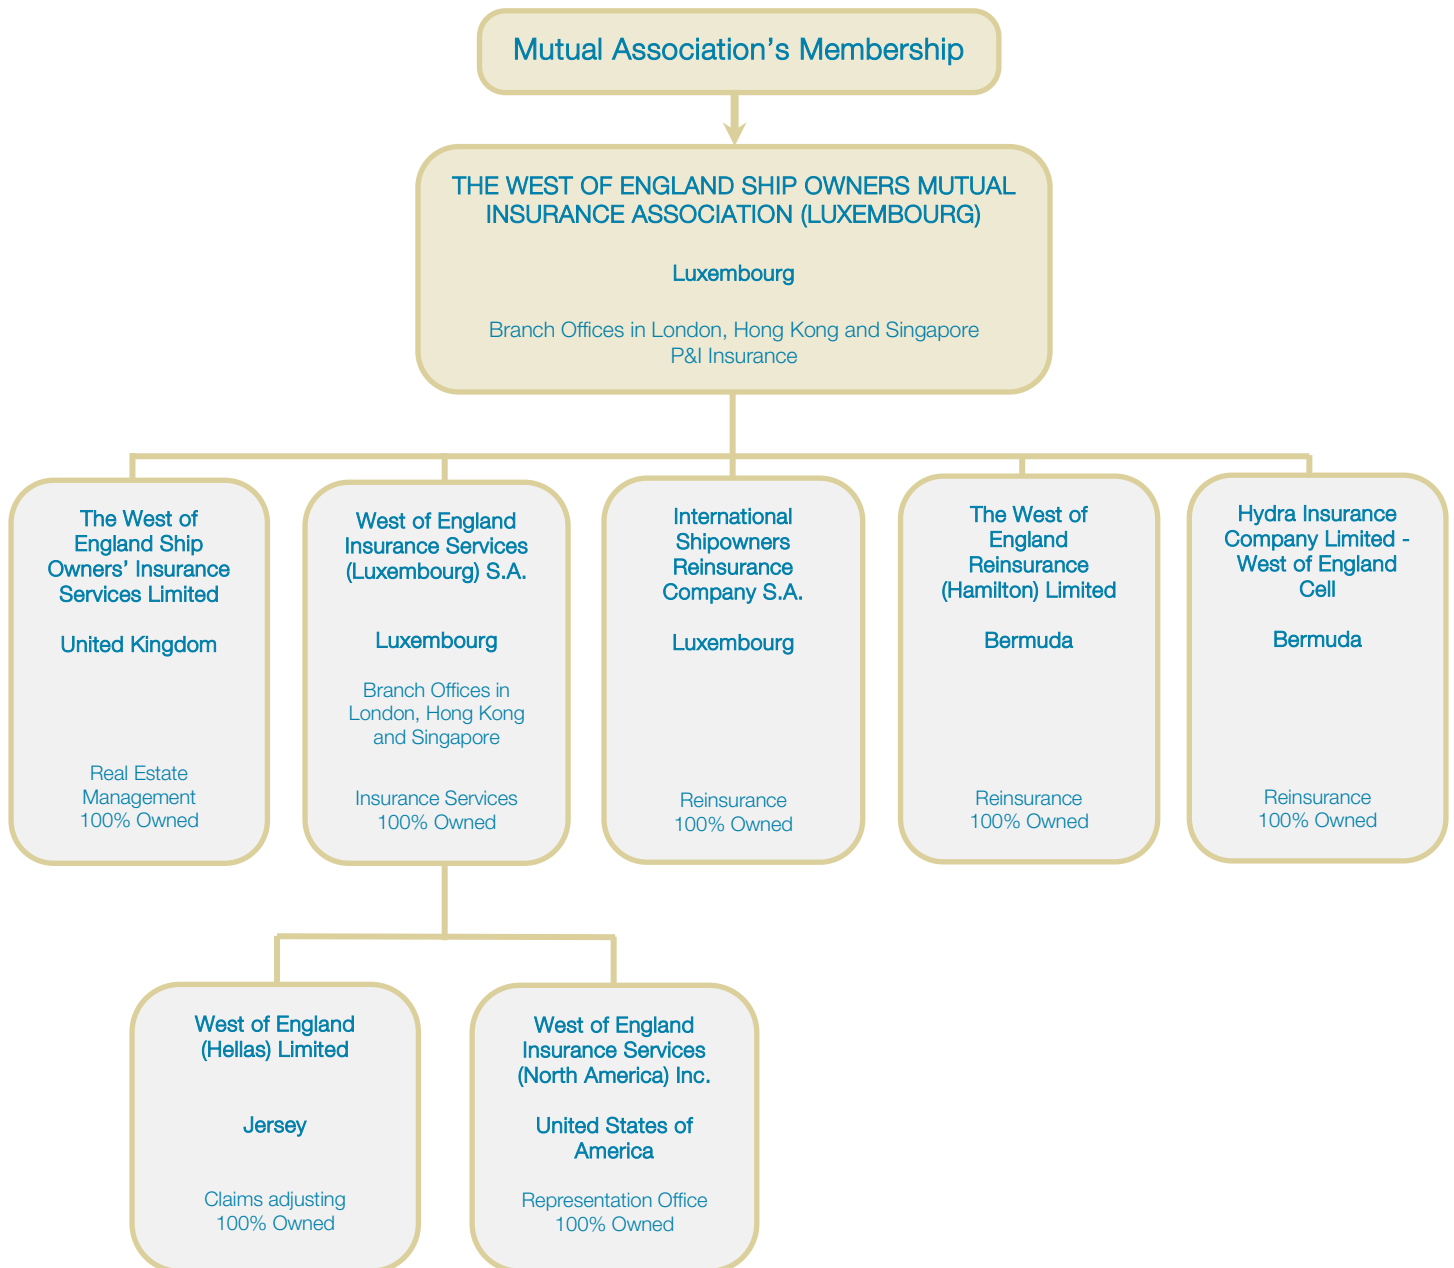 Mutual Association’s Membership
THE WEST OF ENGLAND SHIP OWNERS MUTUAL
INSURANCE ASSOCIATION (LUXEMBOURG)
Luxembourg
Branch Offices in London, Hong Kong and Singapore
P&I Insurance
The West of
England Ship
Owners’ Insurance
Services Limited
United Kingdom
Real Estate
Management
100% Owned
West of England
Insurance Services
(Luxembourg) S.A.
Luxembourg
Branch Offices in
London, Hong Kong
and Singapore
Insurance Services
100% Owned
International
Shipowners
Reinsurance
Company S.A.
Luxembourg
Reinsurance
100% Owned
The West of
England
Reinsurance
(Hamilton) Limited
Bermuda
Reinsurance
100% Owned
Hydra Insurance
Company Limited -
West of England
Cell
Bermuda
Reinsurance
100% Owned
West of England
(Hellas) Limited
Jersey
Claims adjusting
100% Owned
West of England
Insurance Services
(North America) Inc.
United States of
America
Representation Office
100% Owned